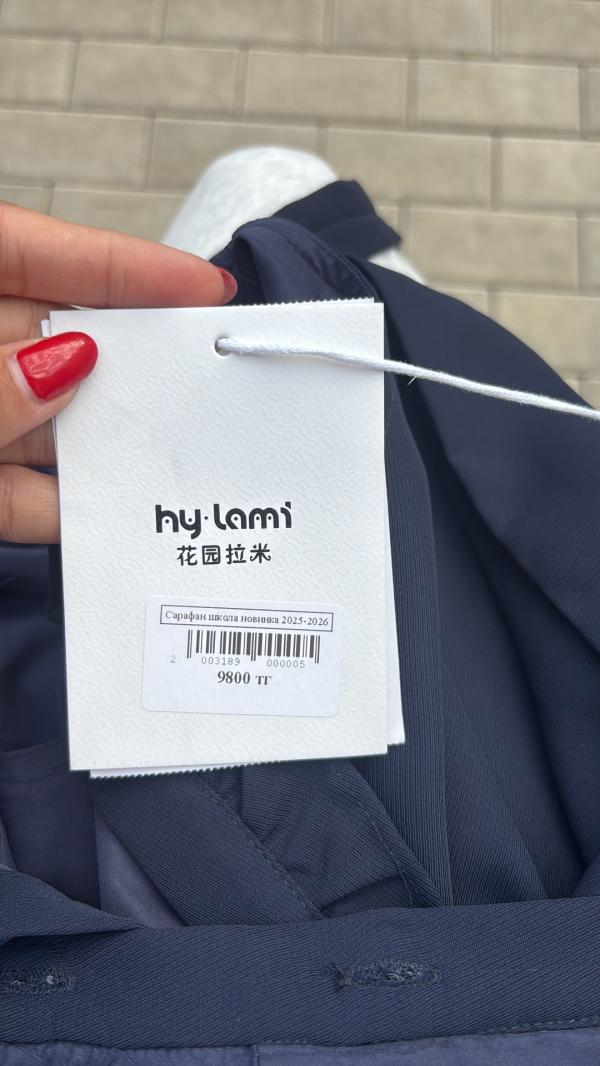 hy·lami
花园拉米
Сарафан школа новинка 2025-2026
2 003189 000005
9800 тг